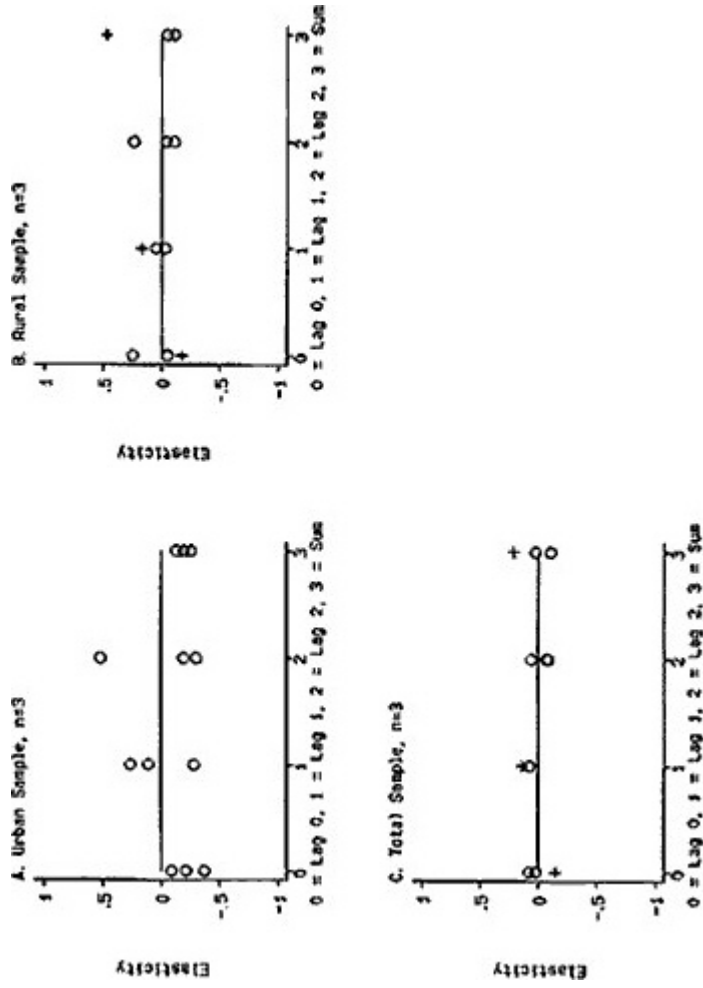 A. Urban Sample, n=3
Elasticity
1
.5
0
-.5
-1
0 1 2 3
0 = Lag 0, 1 = Lag 1, 2 = Lag 2, 3 = Sum
B. Rural Sample, n=3
Elasticity
1
.5
0
-.5
-1
0 1 2 3
0 = Lag 0, 1 = Lag 1, 2 = Lag 2, 3 = Sum
C. Total Sample, n=3
Elasticity
1
.5
0
-.5
-1
0 1 2 3
0 = Lag 0, 1 = Lag 1, 2 = Lag 2, 3 = Sum